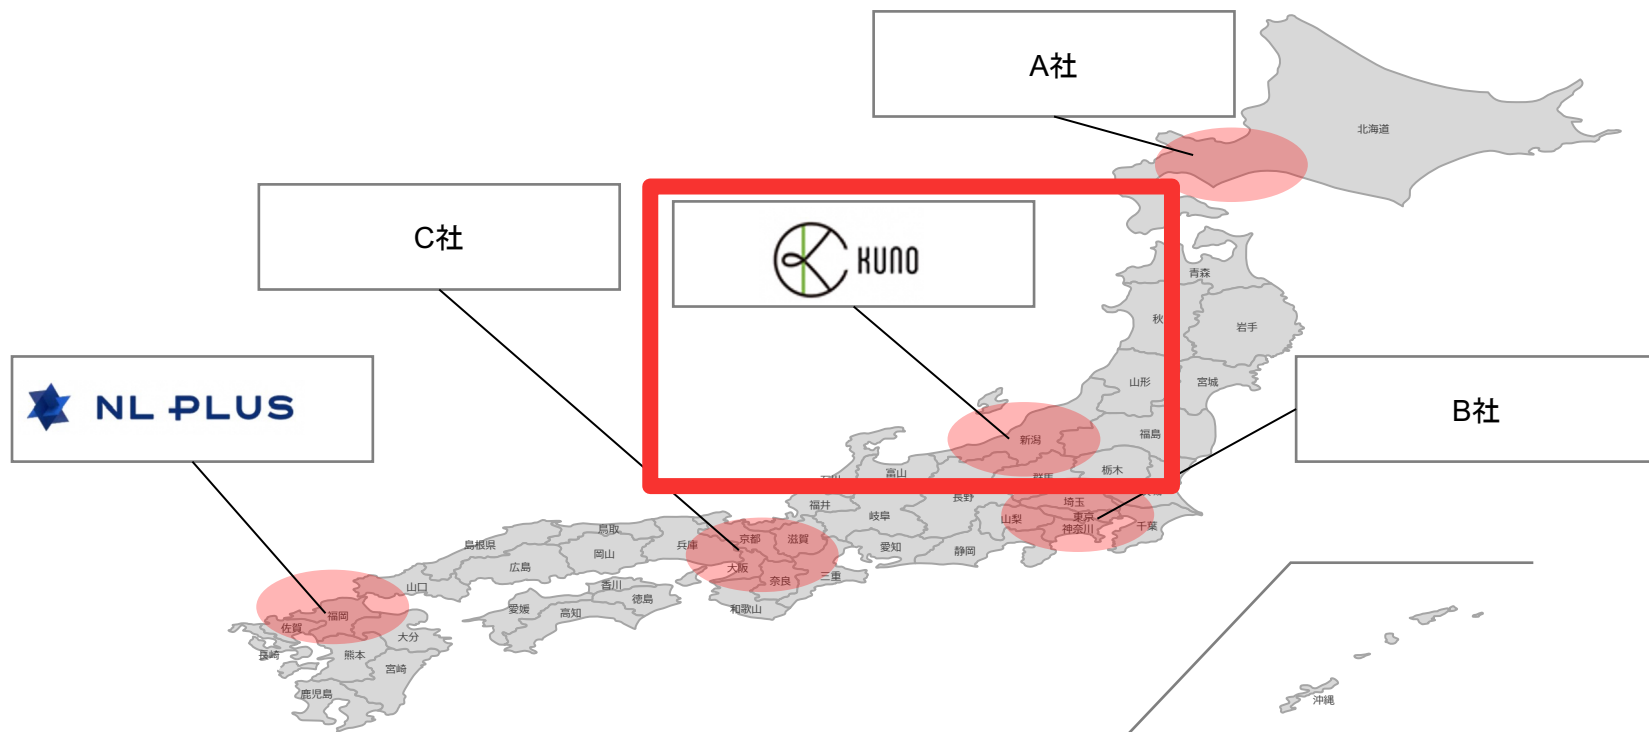 A社
北海道
C社
KUNO
青森
秋
岩手
NL PLUS
山形
宮城
B社
新潟
福島
富山
栃木
群馬
長野
埼玉
福井
岐阜
山梨
東京
神奈川
千葉
鳥取
京都
滋賀
兵庫
島根県
岡山
愛知
静岡
広島
大阪
奈良
三重
山口
香川
徳島
愛媛
高知
和歌山
福岡
佐賀
大分
長崎
熊本
宮崎
鹿児島
沖縄